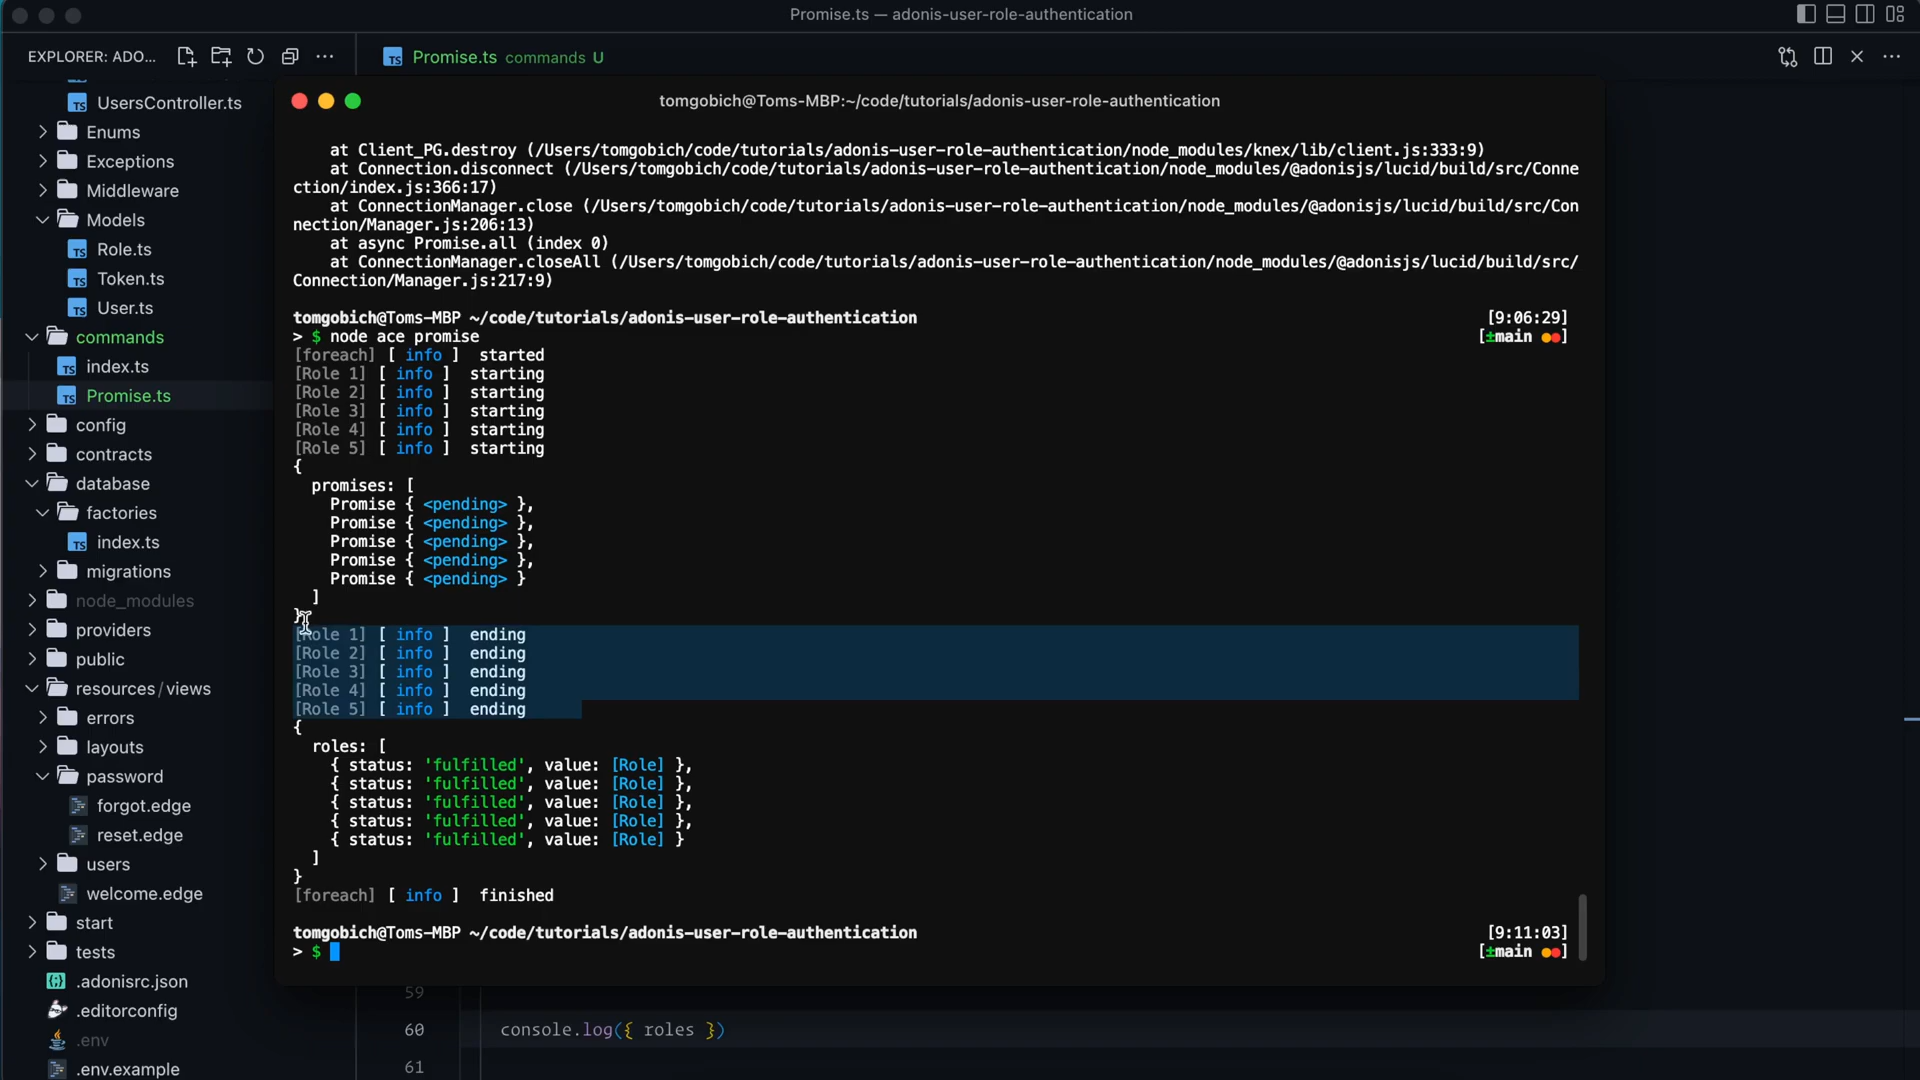 Promise.ts — adonis-user-role-authentication
EXPLORER: ADO...
Promise.ts commands U
UsersController.ts
Enums
Exceptions
Middleware
Models
Role.ts
Token.ts
User.ts
commands
index.ts
Promise.ts
config
contracts
database
factories
index.ts
migrations
node_modules
providers
public
resources/views
errors
layouts
password
forgot.edge
reset.edge
users
welcome.edge
start
tests
.adonisrc.json
.editorconfig
.env
.env.example
tomgobich@Toms-MBP:~/code/tutorials/adonis-user-role-authentication
at Client_PG.destroy (/Users/tomgobich/code/tutorials/adonis-user-role-authentication/node_modules/knex/lib/client.js:333:9)
at Connection.disconnect (/Users/tomgobich/code/tutorials/adonis-user-role-authentication/node_modules/@adonisjs/lucid/build/src/Conne
ction/index.js:366:17)
at ConnectionManager.close (/Users/tomgobich/code/tutorials/adonis-user-role-authentication/node_modules/@adonisjs/lucid/build/src/Con
nection/Manager.js:206:13)
at async Promise.all (index 0)
at ConnectionManager.closeAll (/Users/tomgobich/code/tutorials/adonis-user-role-authentication/node_modules/@adonisjs/lucid/build/src/
Connection/Manager.js:217:9)
tomgobich@Toms-MBP ~/code/tutorials/adonis-user-role-authentication [9:06:29]
> $ node ace promise [±main ●●]
[foreach] [ info ] started
[Role 1] [ info ] starting
[Role 2] [ info ] starting
[Role 3] [ info ] starting
[Role 4] [ info ] starting
[Role 5] [ info ] starting
{
promises: [
Promise { <pending> },
Promise { <pending> },
Promise { <pending> },
Promise { <pending> },
Promise { <pending> }
]
}
[Role 1] [ info ] ending
[Role 2] [ info ] ending
[Role 3] [ info ] ending
[Role 4] [ info ] ending
[Role 5] [ info ] ending
{
roles: [
{ status: 'fulfilled', value: [Role] },
{ status: 'fulfilled', value: [Role] },
{ status: 'fulfilled', value: [Role] },
{ status: 'fulfilled', value: [Role] },
{ status: 'fulfilled', value: [Role] }
]
}
[foreach] [ info ] finished
tomgobich@Toms-MBP ~/code/tutorials/adonis-user-role-authentication [9:11:03]
> $ [±main ●●]
59
60 console.log({ roles })
61